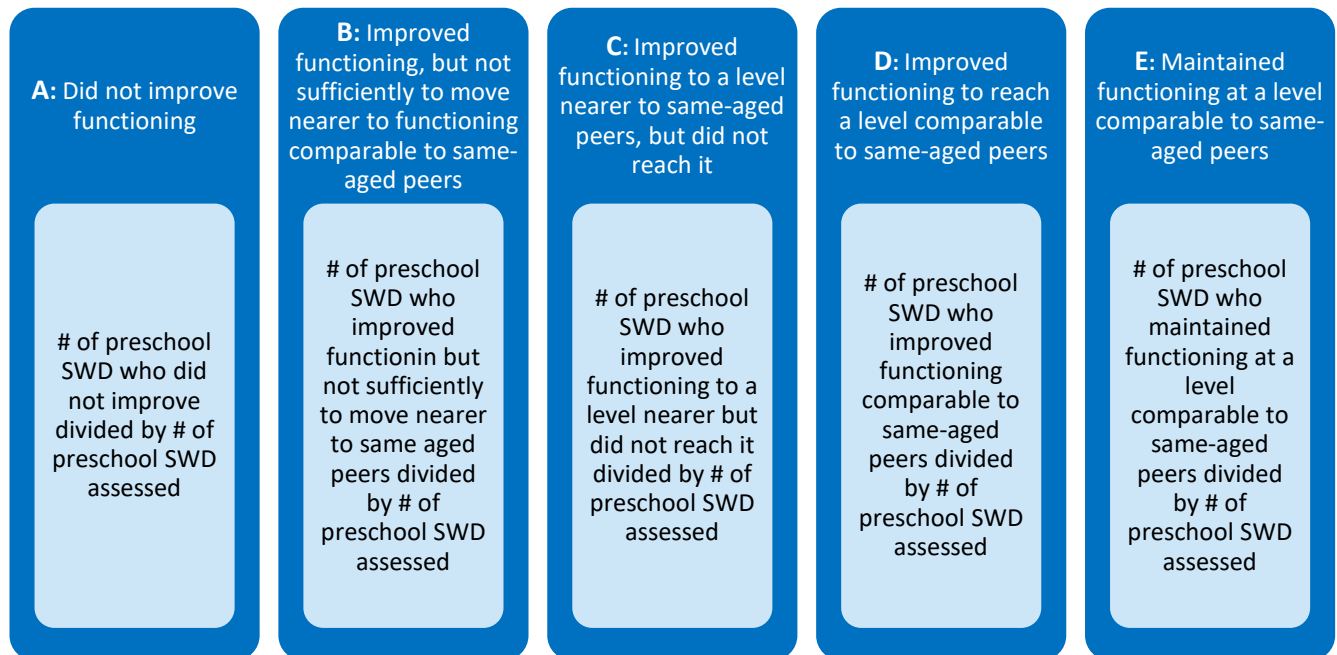 A: Did not improve
functioning
# of preschool
SWD who did
not improve
divided by # of
preschool SWD
assessed
B: Improved
functioning, but not
sufficiently to move
nearer to functioning
comparable to same-
aged peers
# of preschool
SWD who
improved
functionin but
not sufficiently
to move nearer
to same aged
peers divided
by # of
preschool SWD
assessed
C: Improved
functioning to a level
nearer to same-aged
peers, but did not
reach it
# of preschool
SWD who
improved
functioning to a
level nearer but
did not reach it
divided by # of
preschool SWD
assessed
D: Improved
functioning to reach
a level comparable
to same-aged peers
# of preschool
SWD who
improved
functioning
comparable to
same-aged
peers divided
by # of
preschool SWD
assessed
E: Maintained
functioning at a level
comparable to same-
aged peers
# of preschool
SWD who
maintained
functioning at a
level
comparable to
same-aged
peers divided
by # of
preschool SWD
assessed